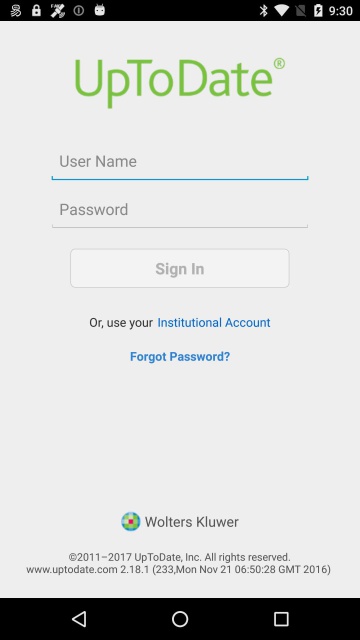 9:30
UpToDate®
User Name
Password
Sign In
Or, use your Institutional Account
Forgot Password?
Wolters Kluwer
©2011–2017 UpToDate, Inc. All rights reserved.
www.uptodate.com 2.18.1 (233,Mon Nov 21 06:50:28 GMT 2016)